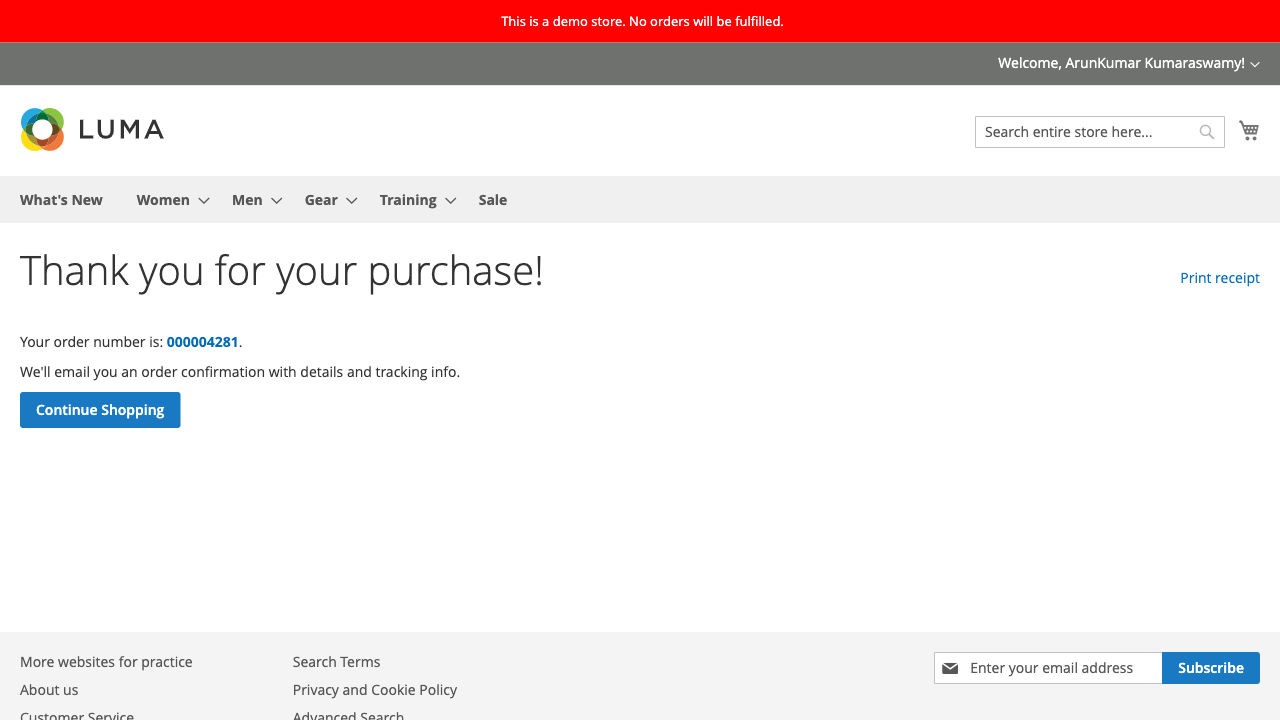 This is a demo store. No orders will be fulfilled.
Welcome, ArunKumar Kumaraswamy!
LUMA
Search entire store here...
What's New Women Men Gear Training Sale
Thank you for your purchase!
Print receipt
Your order number is: 000004281.
We'll email you an order confirmation with details and tracking info.
Continue Shopping
More websites for practice
About us
Customer Service
Search Terms
Privacy and Cookie Policy
Advanced Search
Enter your email address
Subscribe